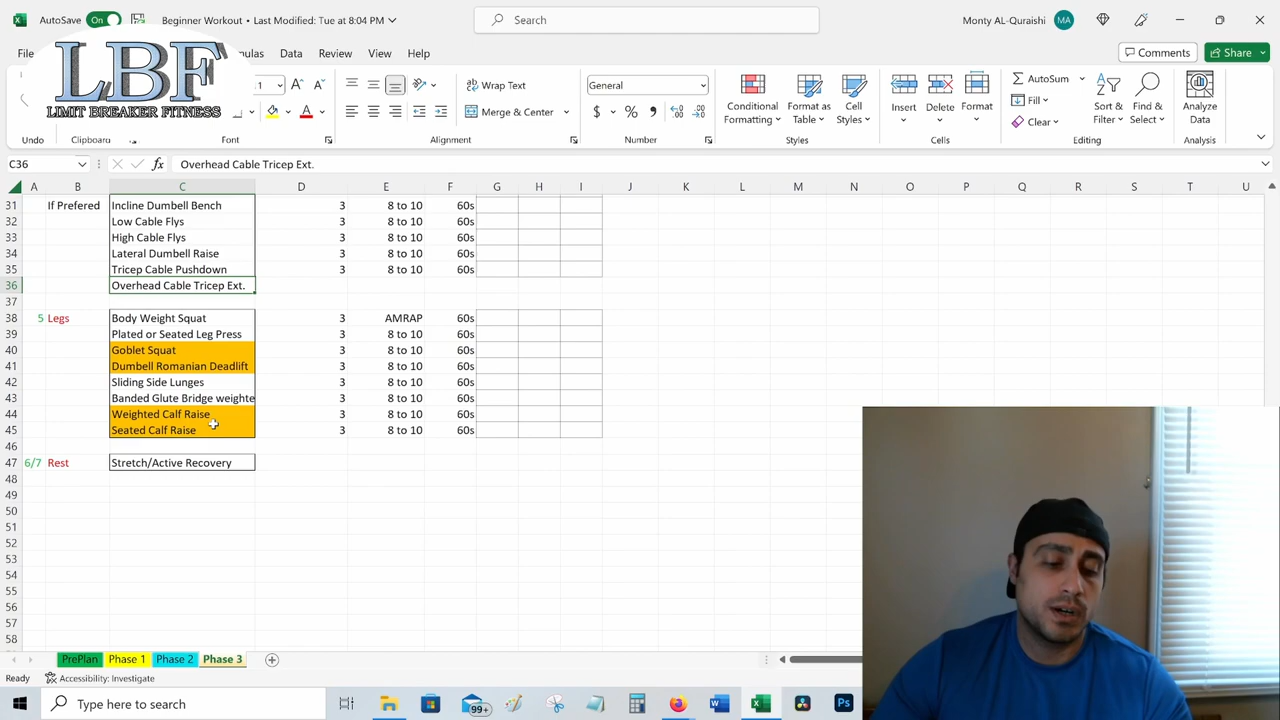 AutoSave On Beginner Workout • Last Modified: Tue at 8:04 PM Search Monty AL-Quraishi MA
File Data Review View Help Comments Share
LBF
LIMIT BREAKER FITNESS
Wrap Text General Conditional Formatting Format as Table Cell Styles Insert Delete Format AutoSum Fill Clear Sort & Filter Find & Select Analyze Data
Merge & Center
Undo Clipboard Font Alignment Number Styles Cells Editing Analysis
C36 fx Overhead Cable Tricep Ext.
A B C D E F G H I J K L M N O P Q R S T U
31 If Prefered Incline Dumbell Bench 3 8 to 10 60s
32 Low Cable Flys 3 8 to 10 60s
33 High Cable Flys 3 8 to 10 60s
34 Lateral Dumbell Raise 3 8 to 10 60s
35 Tricep Cable Pushdown 3 8 to 10 60s
36 Overhead Cable Tricep Ext.
37
38 5 Legs Body Weight Squat 3 AMRAP 60s
39 Plated or Seated Leg Press 3 8 to 10 60s
40 Goblet Squat 3 8 to 10 60s
41 Dumbell Romanian Deadlift 3 8 to 10 60s
42 Sliding Side Lunges 3 8 to 10 60s
43 Banded Glute Bridge weighte 3 8 to 10 60s
44 Weighted Calf Raise 3 8 to 10 60s
45 Seated Calf Raise 3 8 to 10 60s
46
47 6/7 Rest Stretch/Active Recovery
48
49
50
51
52
53
54
55
56
57
58
PrePlan Phase 1 Phase 2 Phase 3
Ready Accessibility: Investigate
Type here to search 99+ Ps